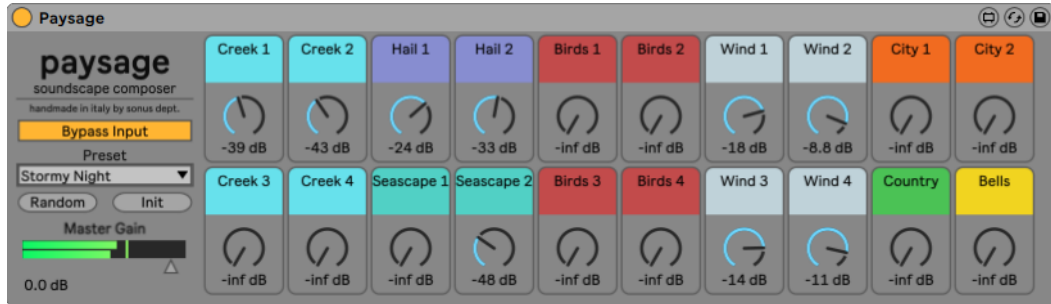 Paysage
paysage
soundscape composer
handmade in italy by sonus dept.
Bypass Input
Preset
Stormy Night
Random Init
Master Gain
0.0 dB
Creek 1 Creek 2 Hail 1 Hail 2 Birds 1 Birds 2 Wind 1 Wind 2 City 1 City 2
-39 dB -43 dB -24 dB -33 dB -inf dB -inf dB -18 dB -8.8 dB -inf dB -inf dB
Creek 3 Creek 4 Seascape 1 Seascape 2 Birds 3 Birds 4 Wind 3 Wind 4 Country Bells
-inf dB -inf dB -inf dB -48 dB -inf dB -inf dB -14 dB -11 dB -inf dB -inf dB